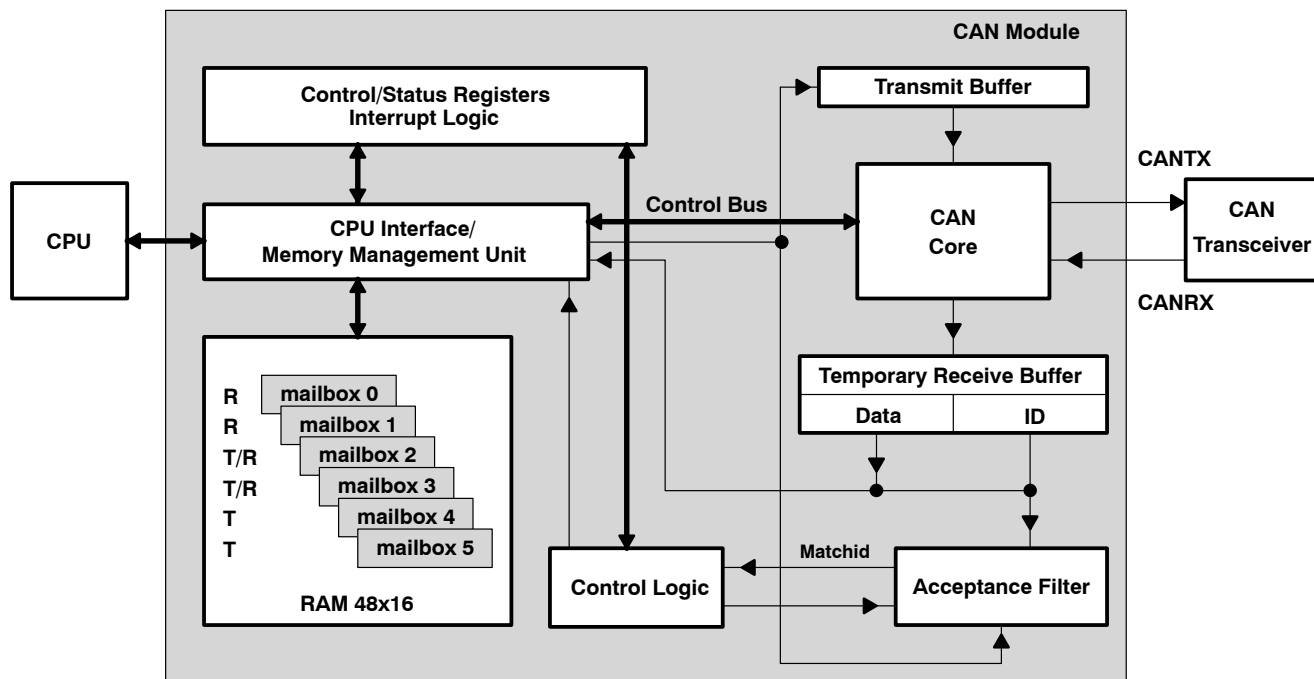 CAN Module
Control/Status Registers
Interrupt Logic
Transmit Buffer
CANTX
CPU
CPU Interface/
Memory Management Unit
Control Bus
CAN
Core
CAN
Transceiver
CANRX
Temporary Receive Buffer
Data
ID
R
mailbox 0
R
mailbox 1
T/R
mailbox 2
T/R
mailbox 3
T
mailbox 4
T
mailbox 5
RAM 48x16
Control Logic
Matchid
Acceptance Filter